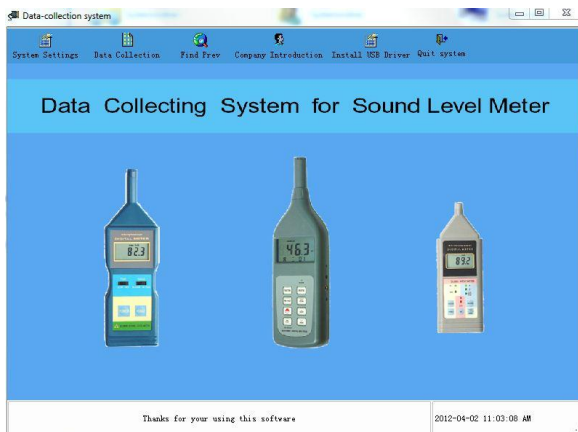 Data-collection system
System Settings Data Collection Find Prev Company Introduction Install USB Driver Quit system
Data Collecting System for Sound Level Meter
82.3
46.3
89.2
Thanks for your using this software
2012-04-02 11:03:08 AM